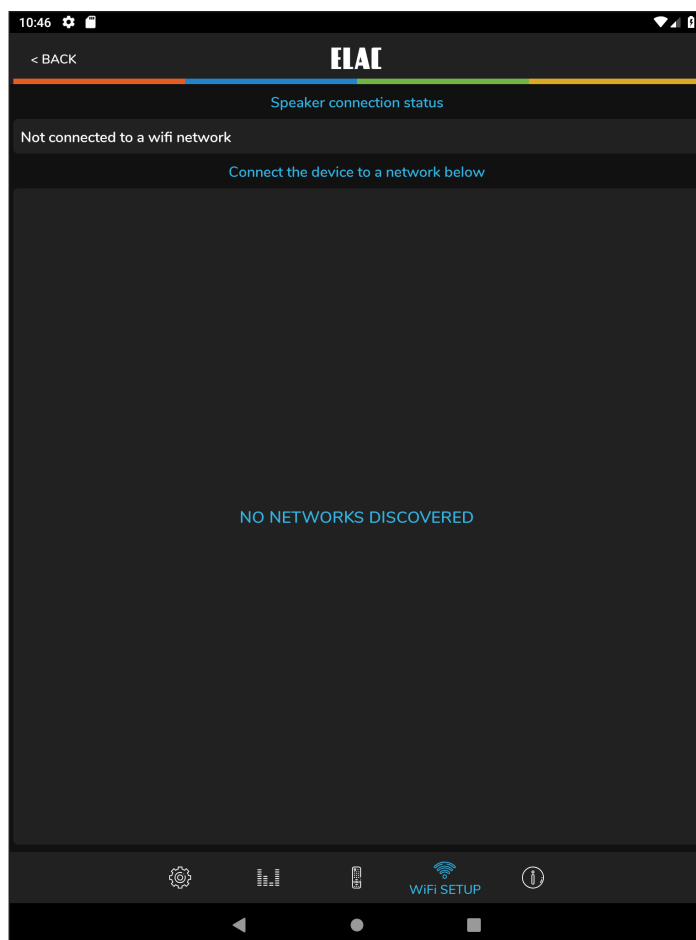 10:46
< BACK
ELAC
Speaker connection status
Not connected to a wifi network
Connect the device to a network below
NO NETWORKS DISCOVERED
WiFi SETUP